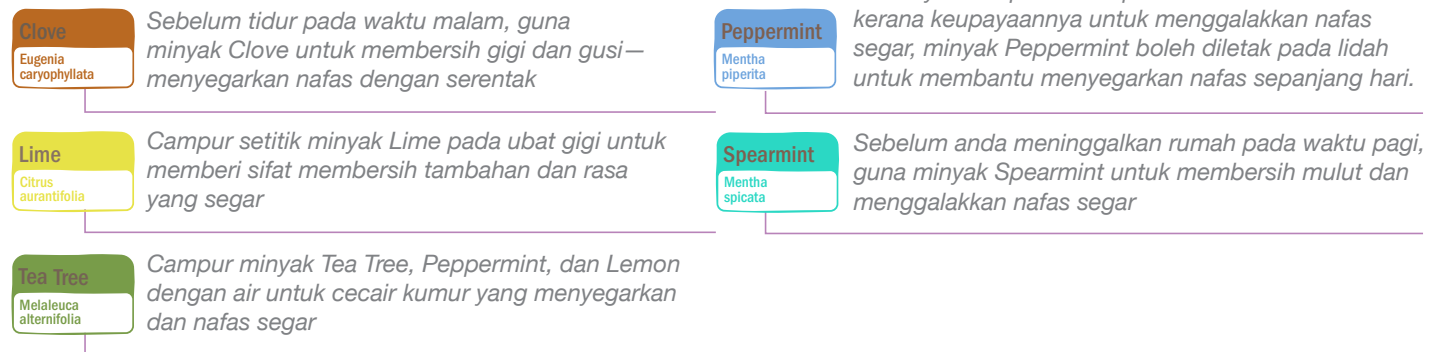 Clove
Eugenia
caryophyllata
Sebelum tidur pada waktu malam, guna
minyak Clove untuk membersih gigi dan gusi—
menyegarkan nafas dengan serentak
Peppermint
Mentha
piperita
kerana keupayaannya untuk menggalakkan nafas
segar, minyak Peppermint boleh diletak pada lidah
untuk membantu menyegarkan nafas sepanjang hari.
Lime
Citrus
aurantifolia
Campur setitik minyak Lime pada ubat gigi untuk
memberi sifat membersih tambahan dan rasa
yang segar
Spearmint
Mentha
spicata
Sebelum anda meninggalkan rumah pada waktu pagi,
guna minyak Spearmint untuk membersih mulut dan
menggalakkan nafas segar
Tea Tree
Melaleuca
alternifolia
Campur minyak Tea Tree, Peppermint, dan Lemon
dengan air untuk cecair kumur yang menyegarkan
dan nafas segar